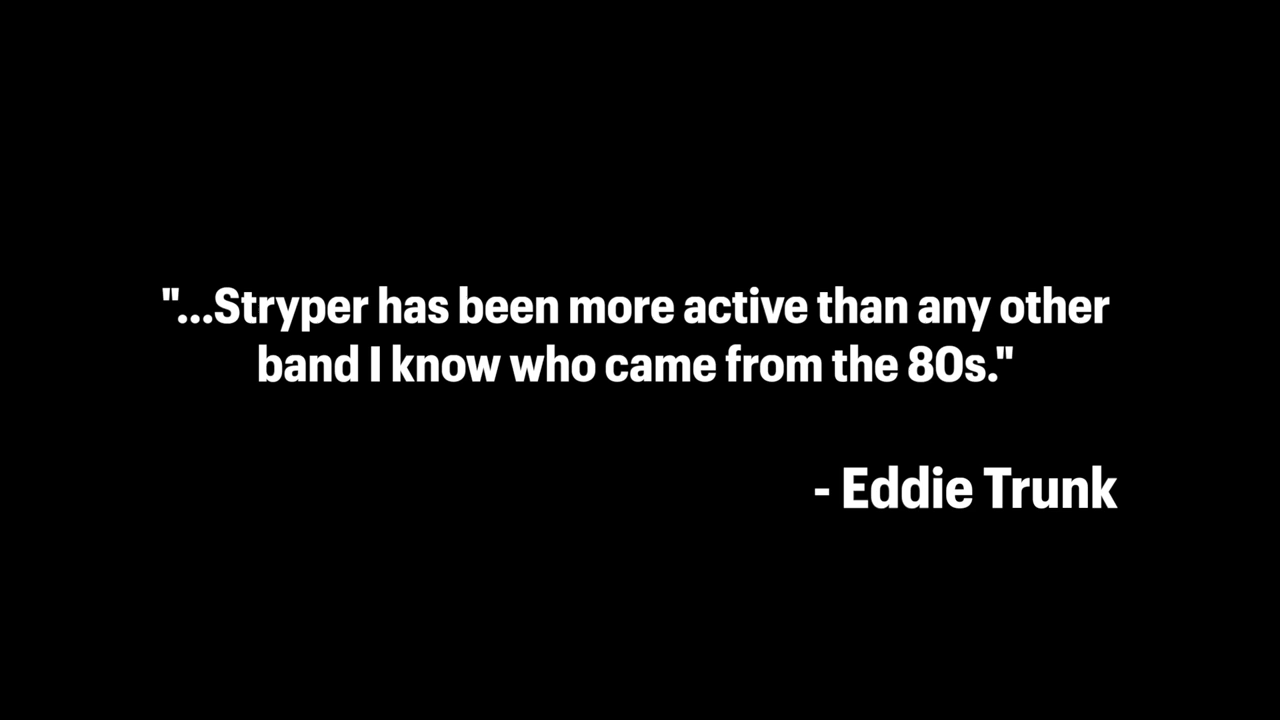 "...Stryper has been more active than any other
band I know who came from the 80s."
- Eddie Trunk